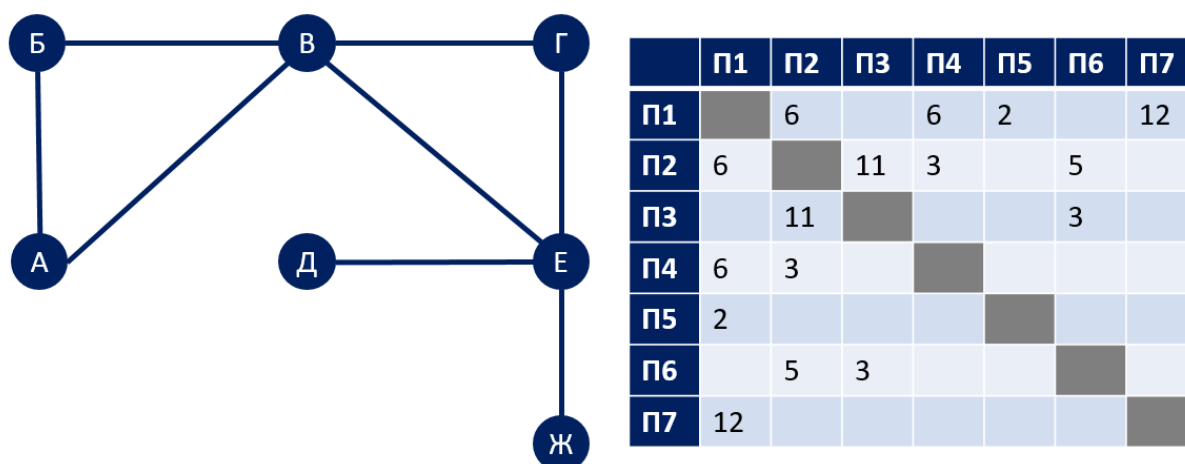 Б В Г
А Д Е
Ж
П1 П2 П3 П4 П5 П6 П7
П1 6 6 2 12
П2 6 11 3 5
П3 11 3
П4 6 3
П5 2
П6 5 3
П7 12